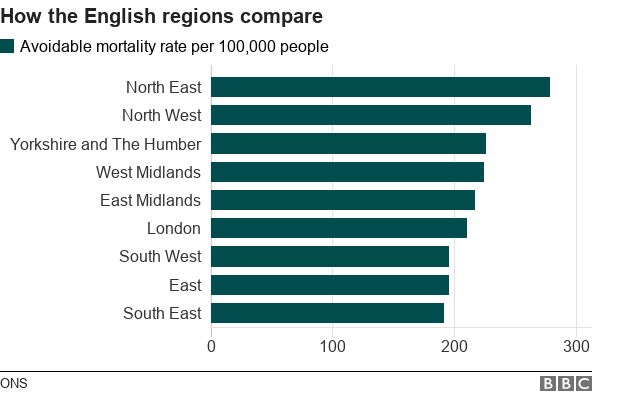 How the English regions compare
Avoidable mortality rate per 100,000 people
North East
North West
Yorkshire and The Humber
West Midlands
East Midlands
London
South West
East
South East
0 100 200 300
ONS BBC